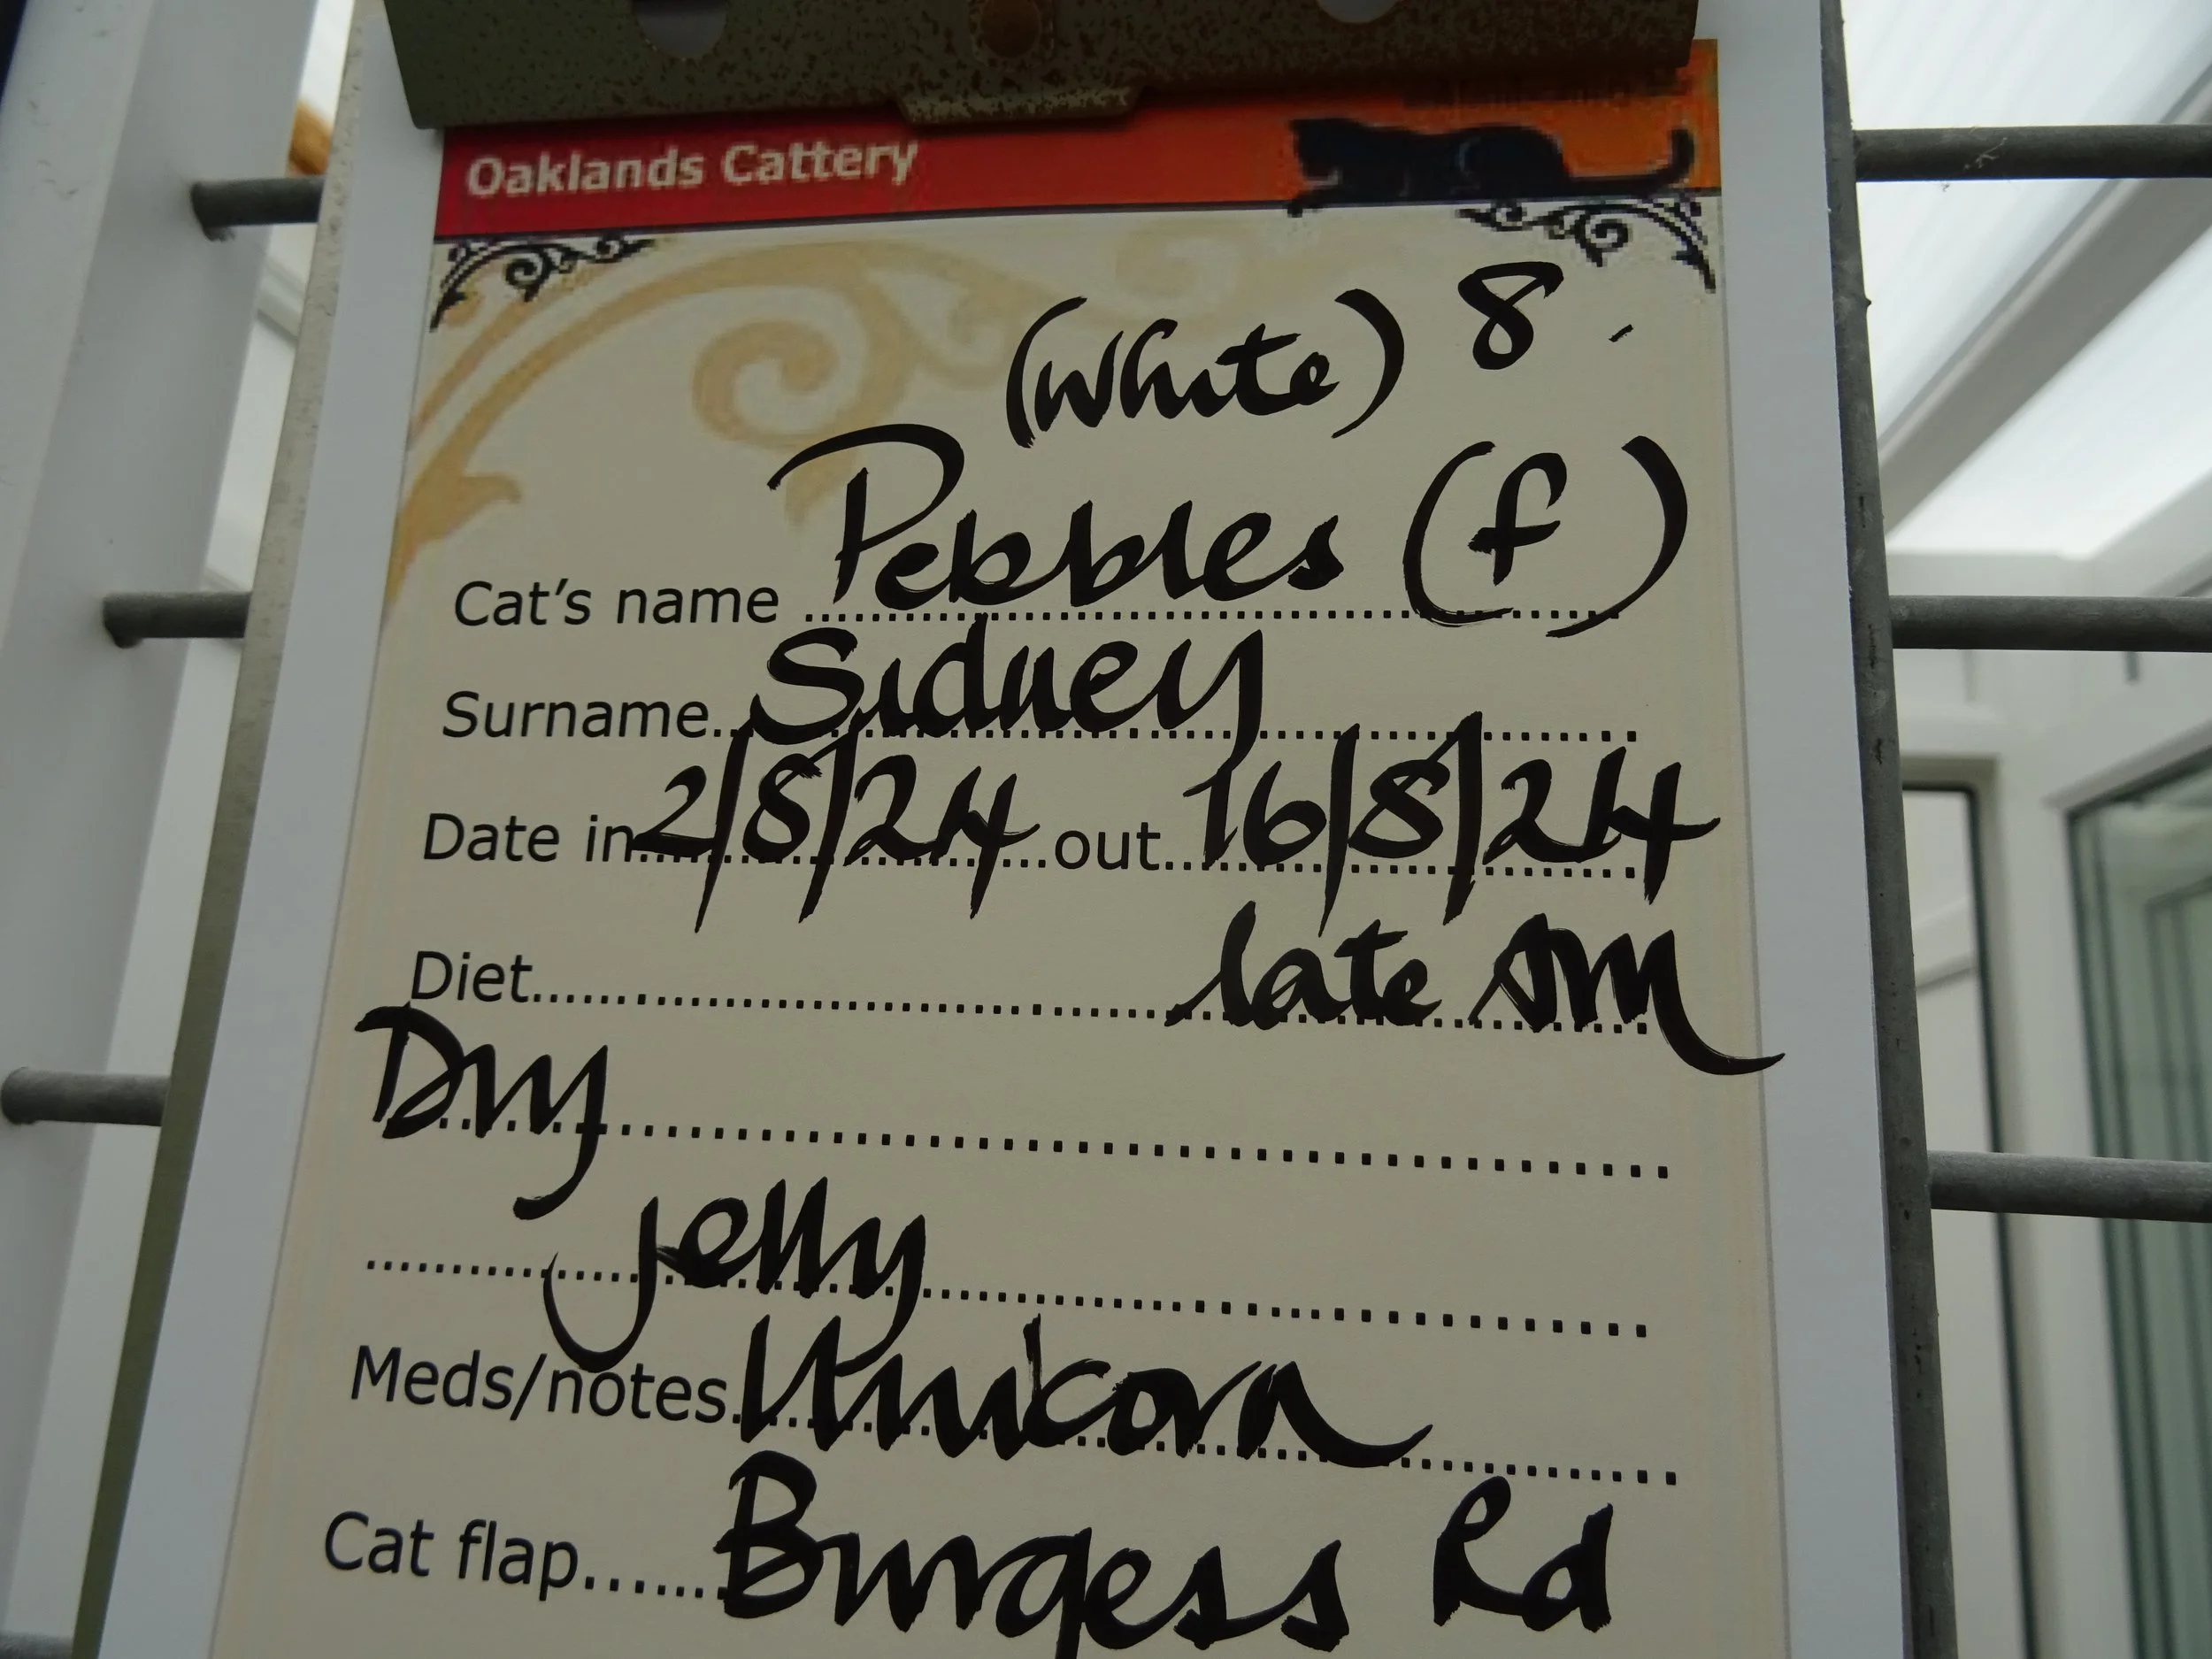 Oaklands Cattery
(White) 8.
Cat's name Pebbles (f)
Surname Sidney
Date in 2/8/24 out 16/8/24
Diet late AM
Dry
jelly
Meds/notes Unicorn
Cat flap Burgess Rd